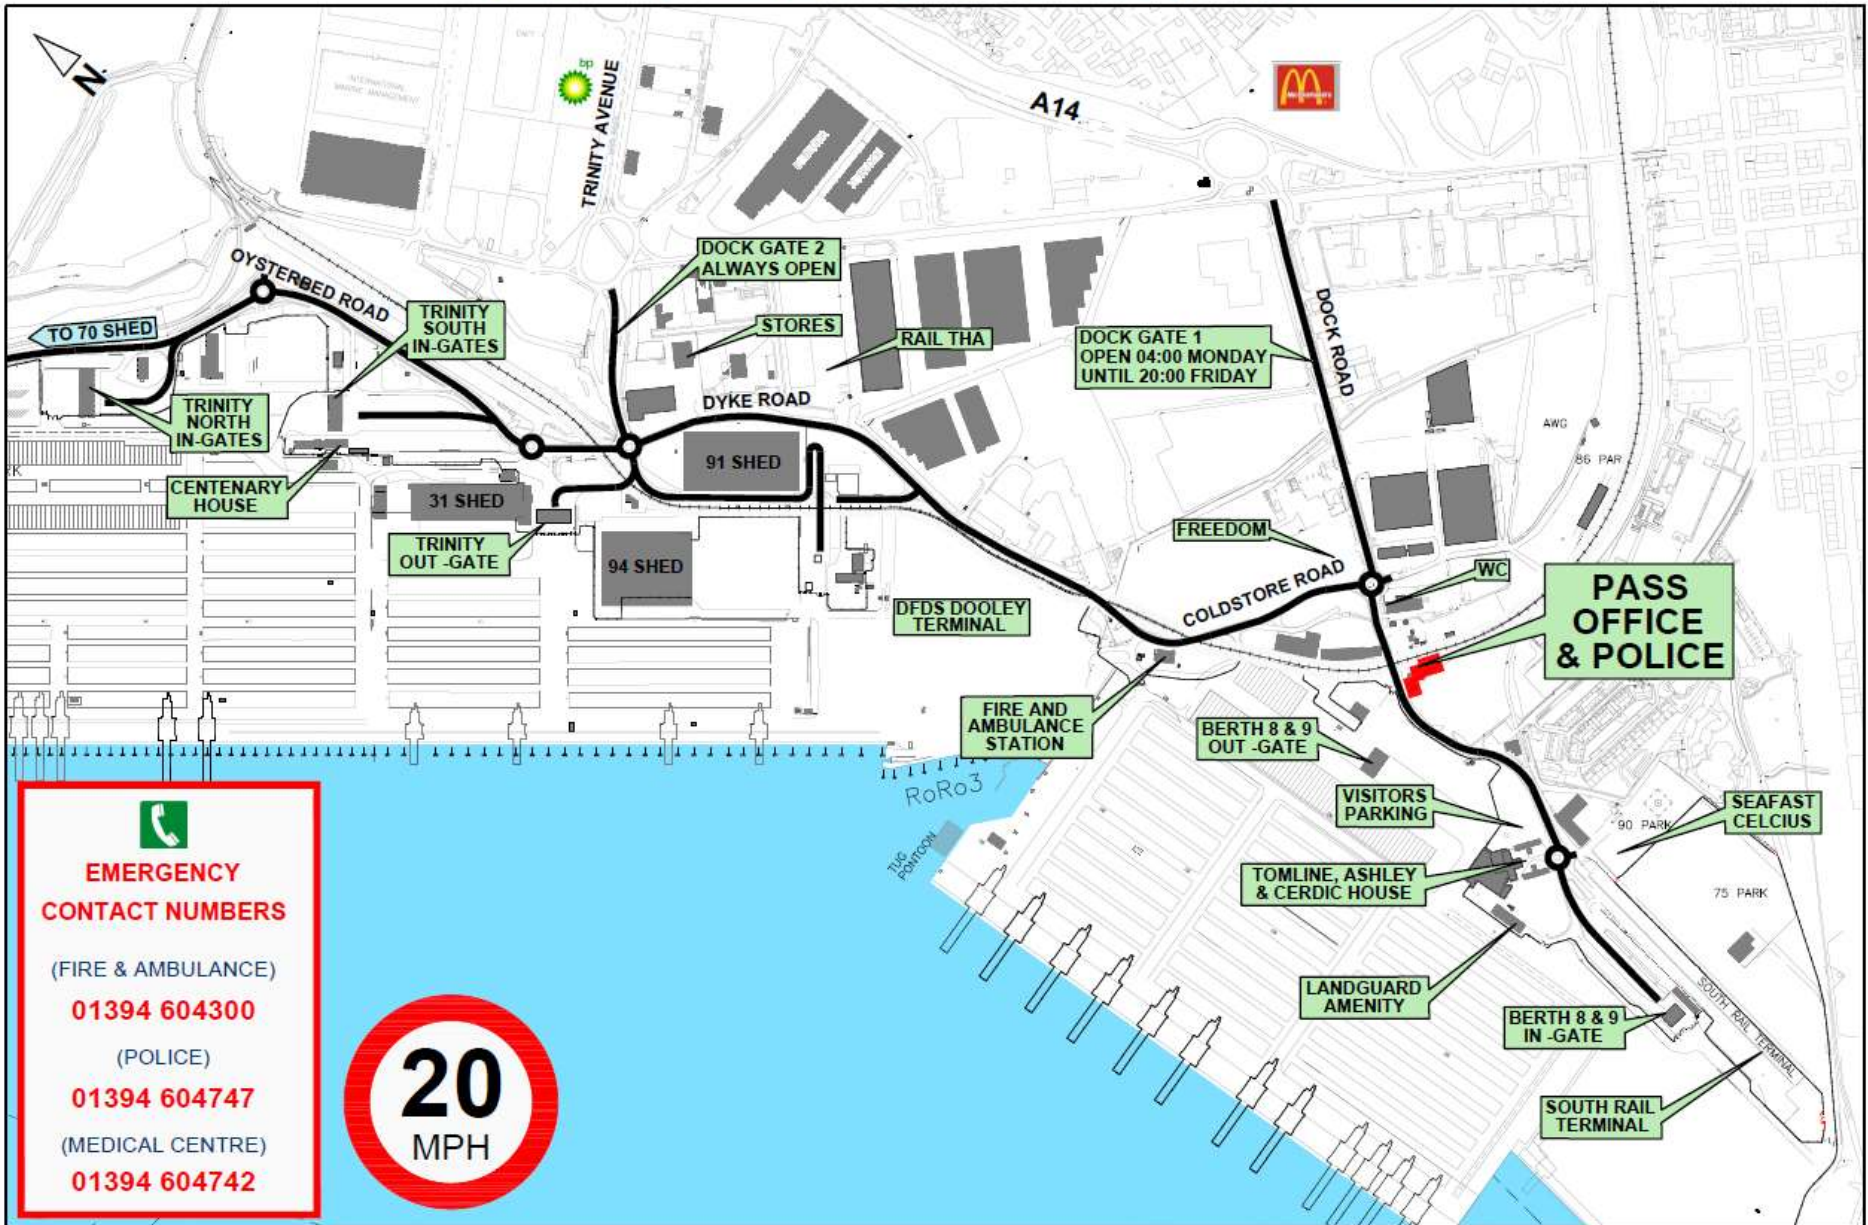 N
INTERNATIONAL
MARINE MANAGEMENT
bp
TRINITY AVENUE
A14
McDonald's
OYSTERBED ROAD
TO 70 SHED
TRINITY
SOUTH
IN-GATES
DOCK GATE 2
ALWAYS OPEN
STORES
RAIL THA
DOCK GATE 1
OPEN 04:00 MONDAY
UNTIL 20:00 FRIDAY
DOCK ROAD
TRINITY
NORTH
IN-GATES
DYKE ROAD
AWG
86 PAR
91 SHED
CENTENARY
HOUSE
31 SHED
TRINITY
OUT -GATE
94 SHED
FREEDOM
WC
COLDSTORE ROAD
PASS
OFFICE
& POLICE
DFDS DOOLEY
TERMINAL
FIRE AND
AMBULANCE
STATION
BERTH 8 & 9
OUT -GATE
RoRo3
VISITORS
PARKING
90 PARK
SEAFAST
CELCIUS
TUG
PONTOON
TOMLINE, ASHLEY
& CERDIC HOUSE
75 PARK
LANDGUARD
AMENITY
BERTH 8 & 9
IN -GATE
SOUTH RAIL TERMINAL
SOUTH RAIL
TERMINAL
EMERGENCY
CONTACT NUMBERS
(FIRE & AMBULANCE)
01394 604300
(POLICE)
01394 604747
(MEDICAL CENTRE)
01394 604742
20
MPH